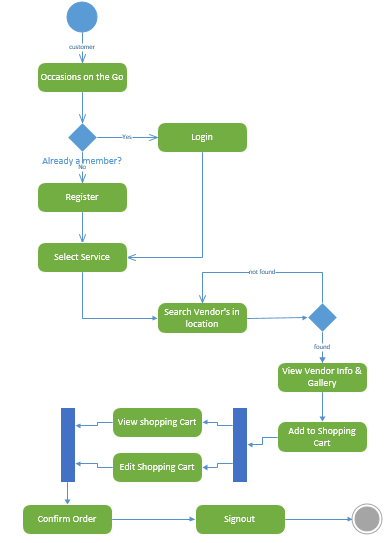 customer
Occasions on the Go
Yes
Login
Already a member?
No
Register
Select Service
not found
Search Vendor's in
location
found
View Vendor Info &
Gallery
View shopping Cart
Add to Shopping
Cart
Edit Shopping Cart
Confirm Order
Signout